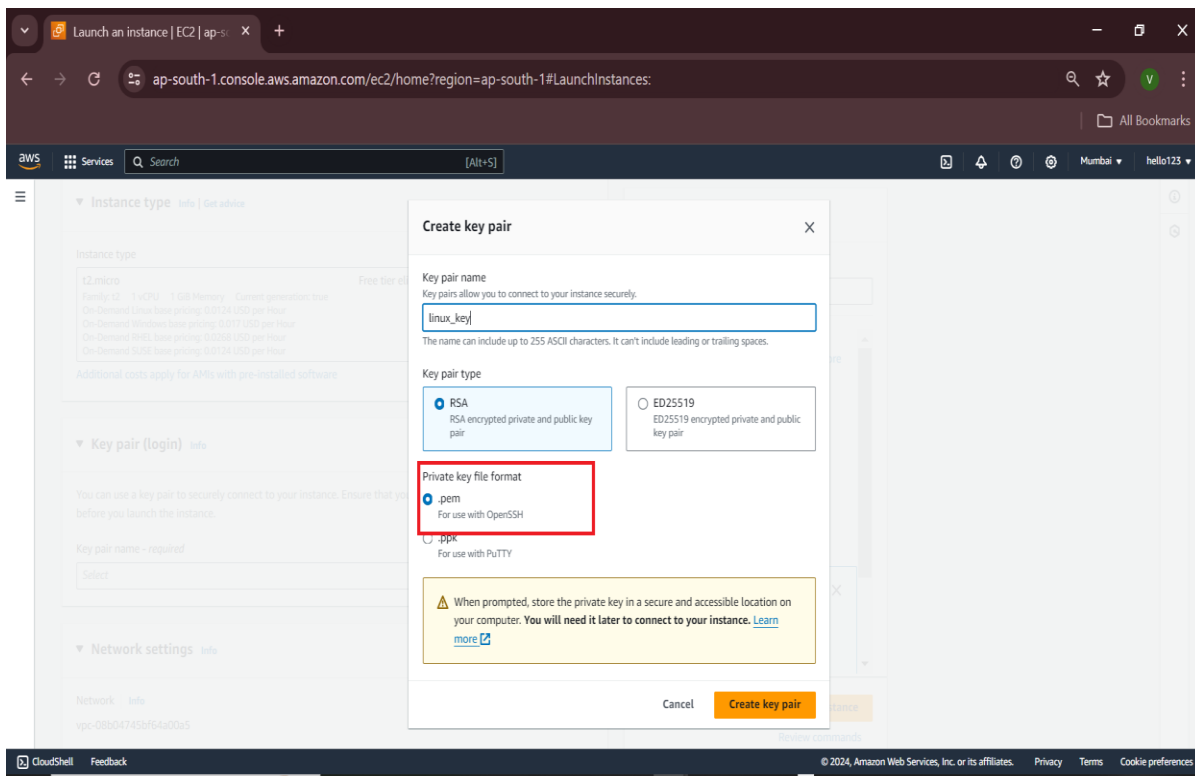 Launch an instance | EC2 | ap-so
ap-south-1.console.aws.amazon.com/ec2/home?region=ap-south-1#LaunchInstances:
V
All Bookmarks
aws
Services
Search
[Alt+S]
Mumbai
hello123
Instance type Info | Get advice
Instance type
t2.micro
Free tier eli
Family: t2 1 vCPU 1 GiB Memory Current generation: true
On-Demand Linux base pricing: 0.0124 USD per Hour
On-Demand Windows base pricing: 0.017 USD per Hour
On-Demand RHEL base pricing: 0.0268 USD per Hour
On-Demand SUSE base pricing: 0.0124 USD per Hour
Additional costs apply for AMIs with pre-installed software
Key pair (login) Info
You can use a key pair to securely connect to your instance. Ensure that you
before you launch the instance.
Key pair name - required
Select
Network settings Info
Network Info
vpc-08b04745bf64a00a5
Create key pair
Key pair name
Key pairs allow you to connect to your instance securely.
linux_key
The name can include up to 255 ASCII characters. It can't include leading or trailing spaces.
Key pair type
RSA
RSA encrypted private and public key
pair
ED25519
ED25519 encrypted private and public
key pair
Private key file format
.pem
For use with OpenSSH
.ppk
For use with PuTTY
When prompted, store the private key in a secure and accessible location on
your computer. You will need it later to connect to your instance. Learn
more
Cancel
Create key pair
re
stance
Review commands
CloudShell
Feedback
© 2024, Amazon Web Services, Inc. or its affiliates.
Privacy
Terms
Cookie preferences